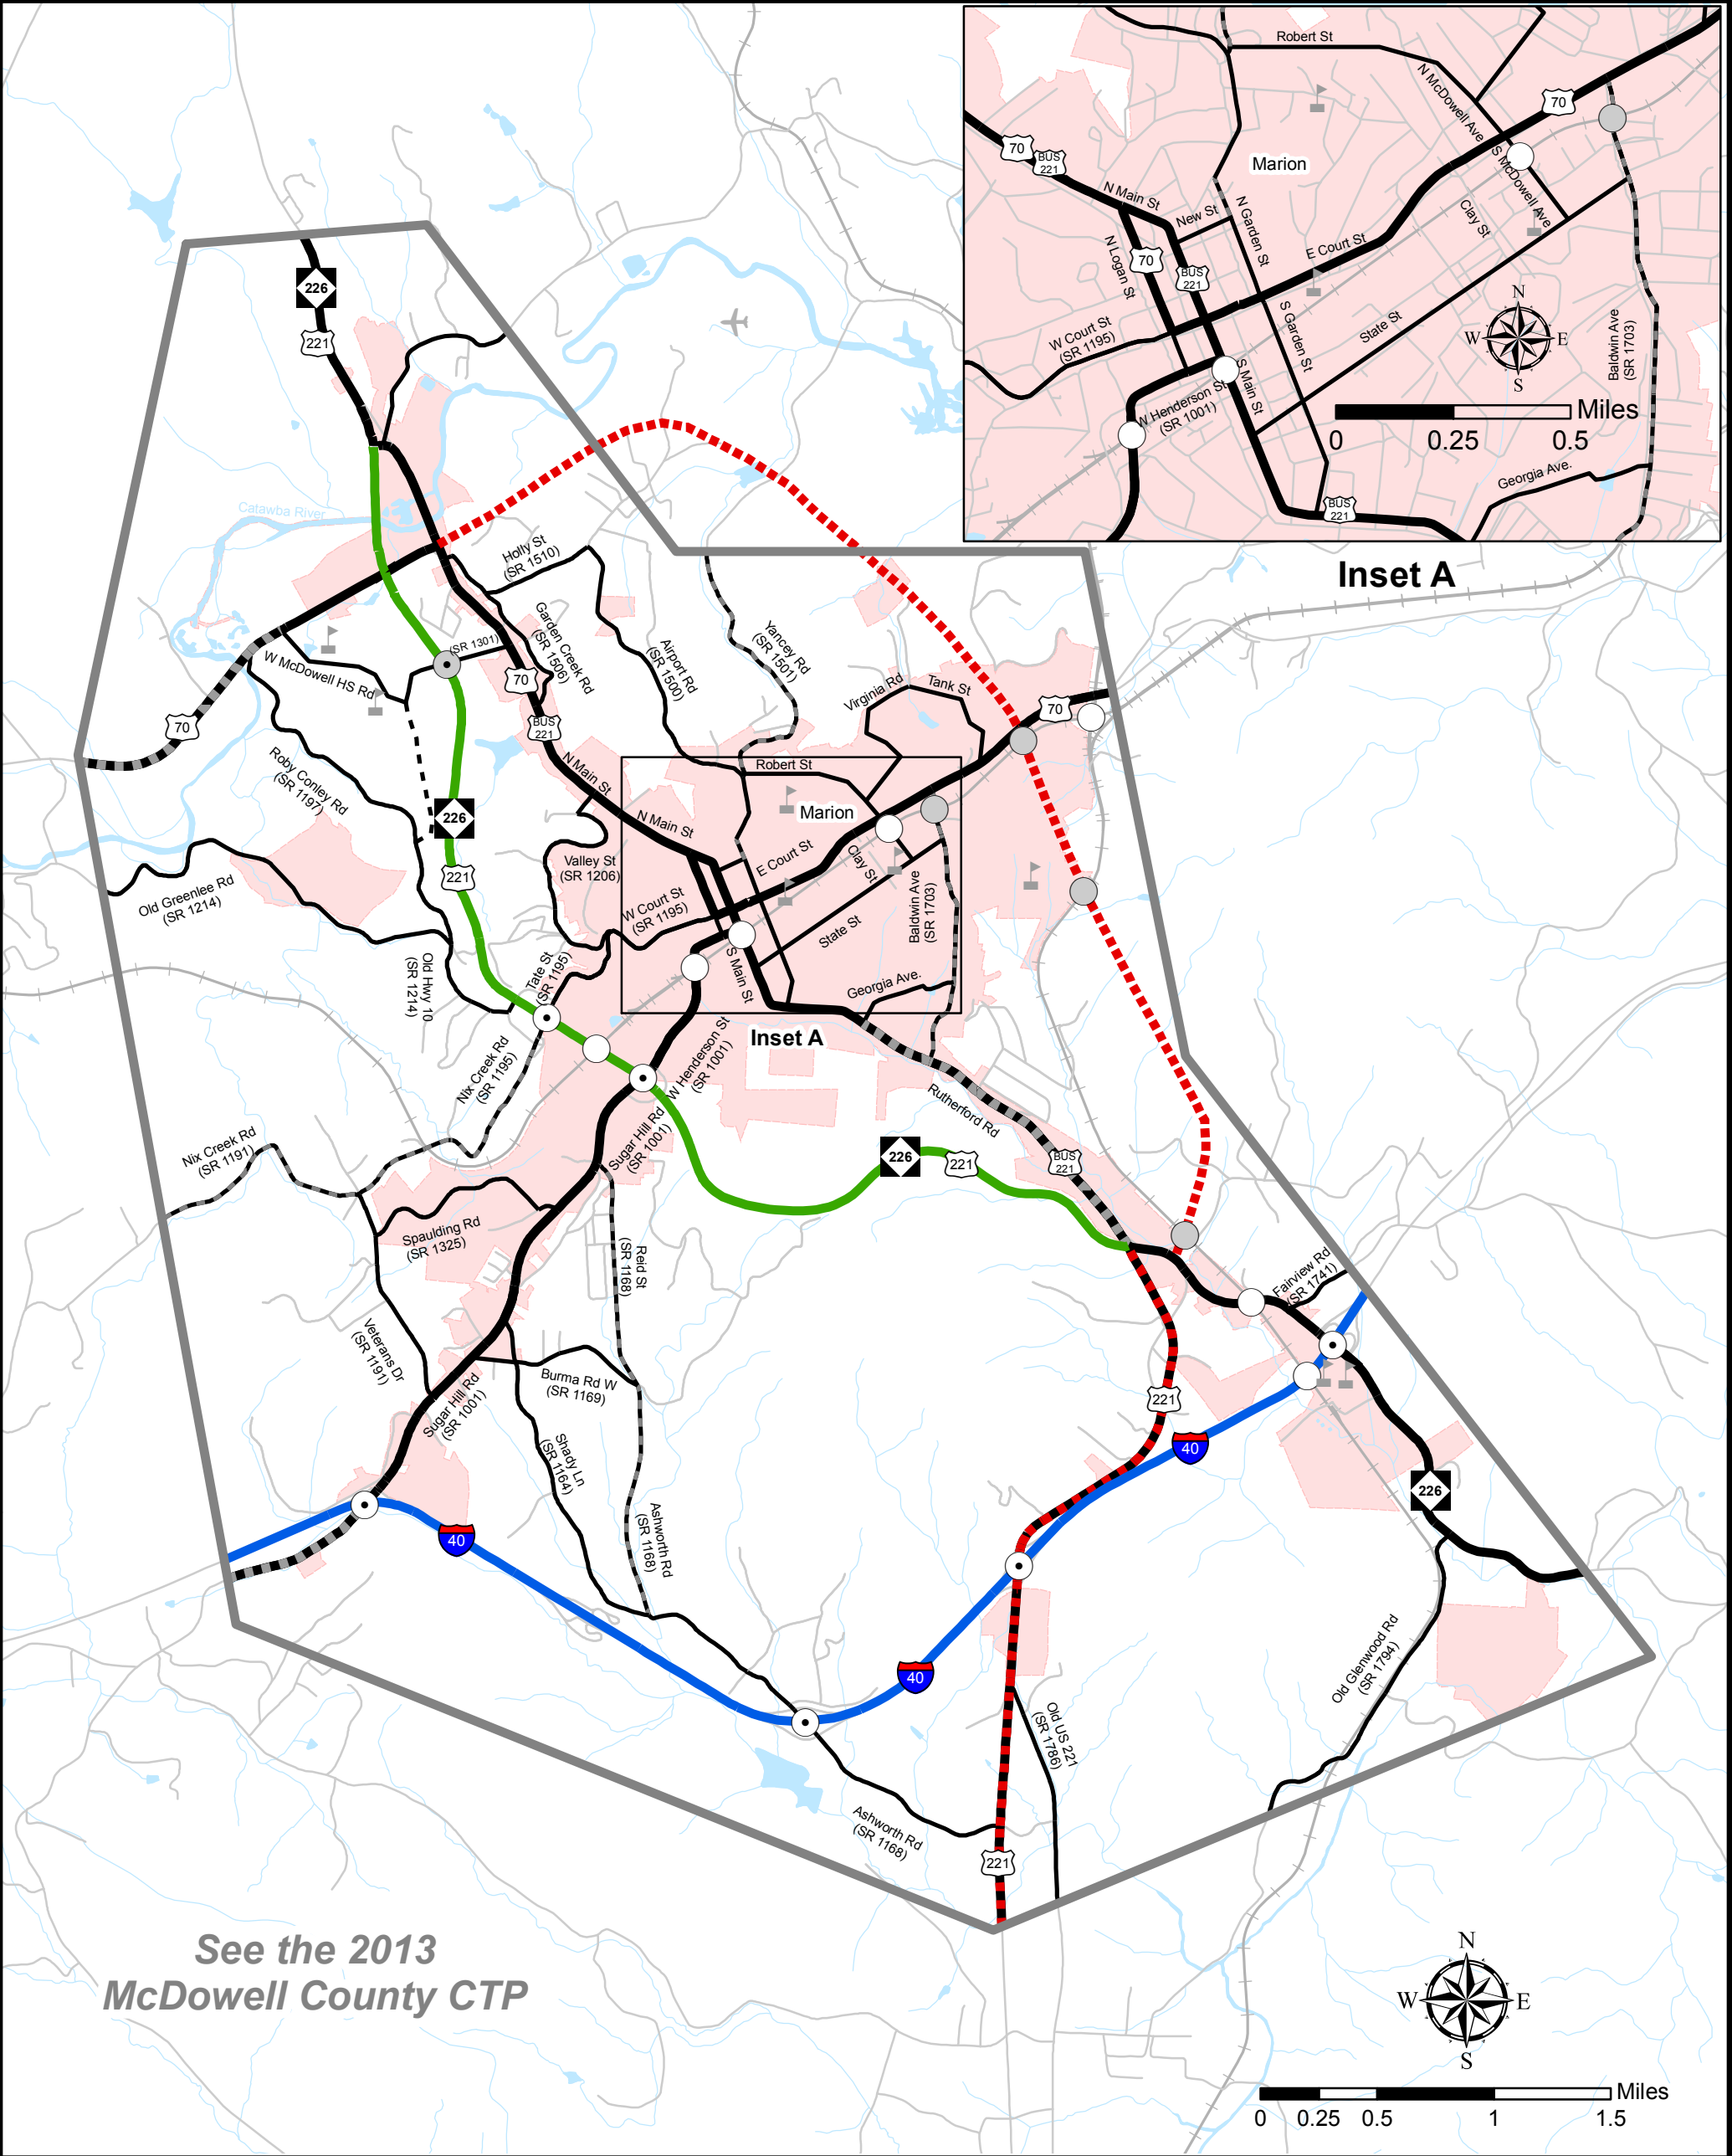 Robert St
N McDowell Ave
70
S McDowell Ave
Marion
70
BUS
221
N Main St
New St
N Garden St
Clay St
N Logan St
70
BUS
221
E Court St
N
W
E
S
W Court St
(SR 1195)
S Garden St
State St
Baldwin Ave
(SR 1703)
S Main St
W Henderson St
(SR 1001)
Miles
0
0.25
0.5
Georgia Ave.
BUS
221
Inset A
226
221
Catawba River
Holly St
(SR 1510)
Garden Creek Rd
(SR 1506)
(SR 1301)
W McDowell HS Rd
70
Airport Rd
(SR 1500)
Yancey Rd
(SR 1501)
Virginia Rd
Tank St
70
70
BUS
221
Roby Conley Rd
(SR 1197)
N Main St
Robert St
226
N Main St
Marion
E Court St
Clay St
Valley St
(SR 1206)
221
Old Greenlee Rd
(SR 1214)
W Court St
(SR 1195)
State St
Baldwin Ave
(SR 1703)
Old Hwy 10
(SR 1214)
Tate St
(SR 1195)
S Main St
Georgia Ave.
Inset A
Nix Creek Rd
(SR 1195)
W Henderson St
(SR 1001)
Rutherford Rd
Nix Creek Rd
(SR 1191)
Sugar Hill Rd
(SR 1001)
226
221
BUS
221
Spaulding Rd
(SR 1325)
Reid St
(SR 1168)
Fairview Rd
(SR 1741)
Veterans Dr
(SR 1191)
Burma Rd W
(SR 1169)
Sugar Hill Rd
(SR 1001)
221
40
Shady Ln
(SR 1164)
226
Ashworth Rd
(SR 1168)
40
40
Old Glenwood Rd
(SR 1794)
Old US 221
(SR 1786)
Ashworth Rd
(SR 1168)
221
See the 2013
McDowell County CTP
N
W
E
S
Miles
0
0.25
0.5
1
1.5